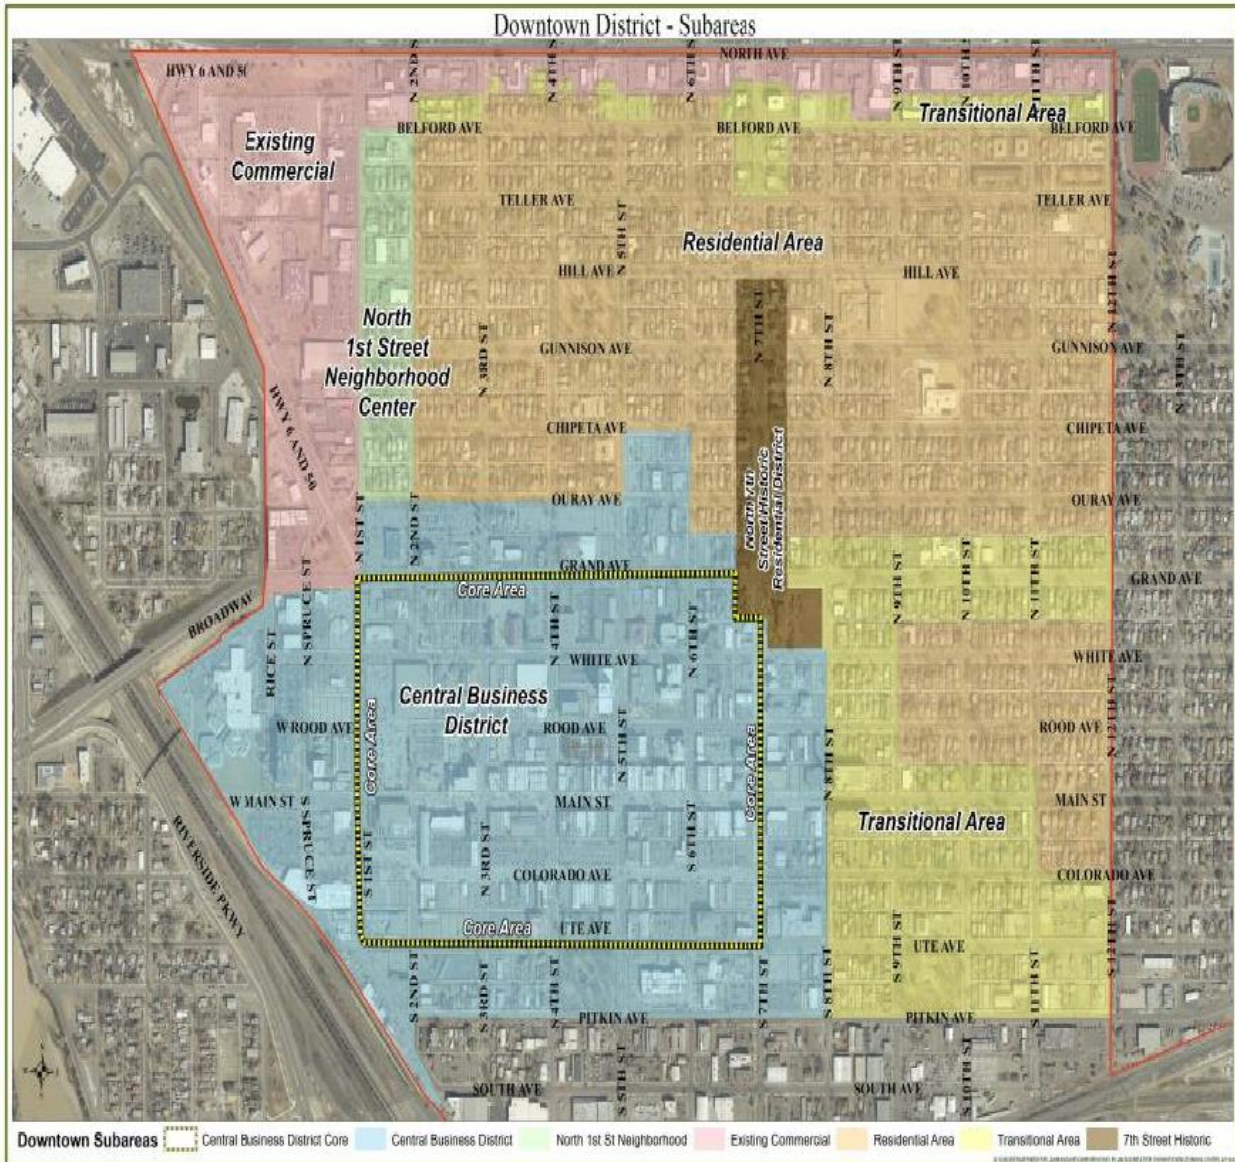 Downtown District - Subareas
NORTH AVE
HWY 6 AND 50
N 2ND S
N 4TH S
N 6TH S
N 9TH S
N 10TH S
11TH S
Transitional Area
BELFORD AVE
BELFORD AVE
BELFORD AVE
Existing
Commercial
TELLER AVE
TELLER AVE
N 5TH ST
Residential Area
HILL AVE
HILL AVE
N 12TH ST
North
1st Street
Neighborhood
Center
N 3RD ST
GUNNISON AVE
N 7TH ST
N 8TH ST
GUNNISON AVE
N 13TH ST
HWY 6 AND 50
CHIPETA AVE
CHIPETA AVE
North 7th
Street Historic
Residential District
OURAY AVE
OURAY AVE
N 1ST ST
N 2ND ST
GRAND AVE
GRAND AVE
Core Area
N 9TH ST
N 10TH ST
N 11TH ST
BROADWAY
N SPRUCE ST
RICE ST
N 4TH ST
N 6TH ST
WHITE AVE
WHITE AVE
Central Business
District
W ROOD AVE
ROOD AVE
ROOD AVE
Core Area
N 5TH ST
Core Area
N 8TH ST
N 12TH ST
W MAIN ST
MAIN ST
MAIN ST
S SPRUCE ST
Transitional Area
RIVERSIDE PKWY
S 1ST ST
N 3RD ST
S 6TH ST
COLORADO AVE
COLORADO AVE
Core Area
UTE AVE
UTE AVE
N 9TH ST
S 12TH ST
S 2ND ST
S 3RD ST
S 4TH ST
S 7TH ST
S 8TH ST
S 11TH ST
PITKIN AVE
PITKIN AVE
S 5TH ST
S 10TH ST
SOUTH AVE
SOUTH AVE
Downtown Subareas
Central Business District Core
Central Business District
North 1st St Neighborhood
Existing Commercial
Residential Area
Transitional Area
7th Street Historic